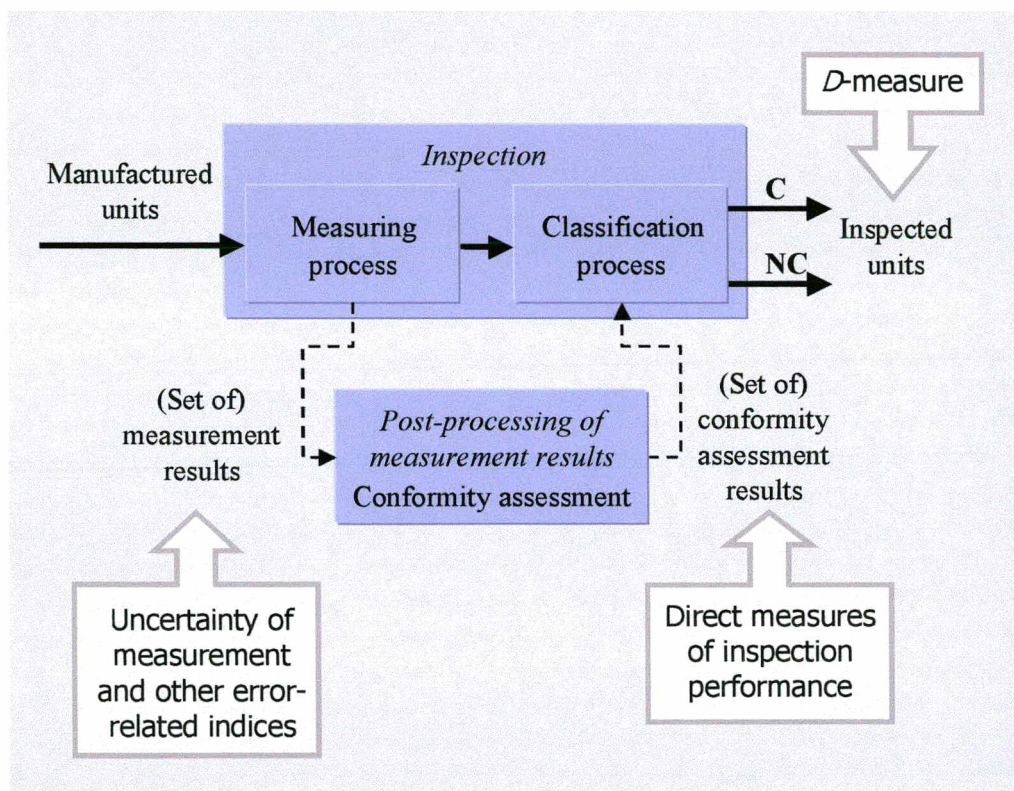 D-measure
Inspection
Manufactured
units
Measuring
process
Classification
process
C
NC
Inspected
units
(Set of)
measurement
results
Post-processing of
measurement results
Conformity assessment
(Set of)
conformity
assessment
results
Uncertainty of
measurement
and other error-
related indices
Direct measures
of inspection
performance